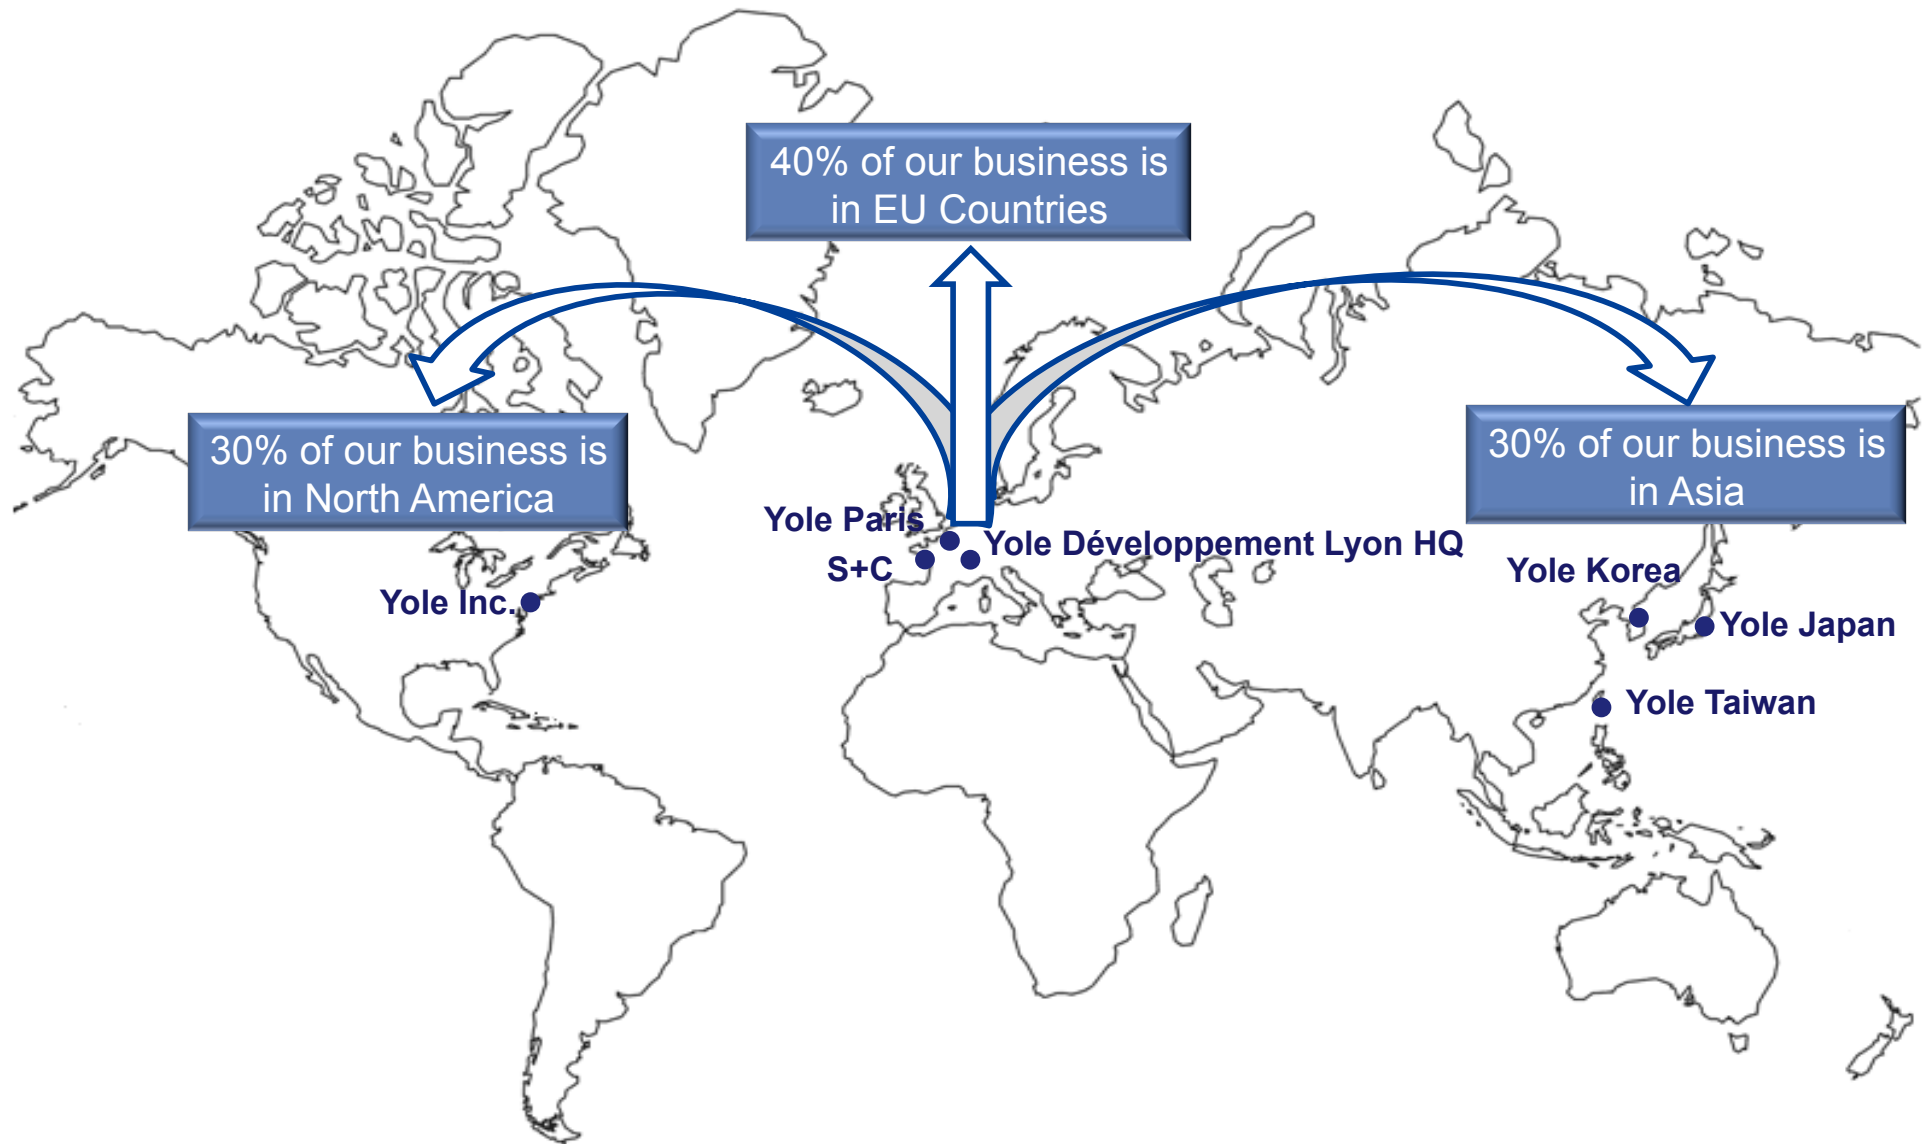 40% of our business is
in EU Countries
30% of our business is
in North America
30% of our business is
in Asia
Yole Paris
S+C
Yole Développement Lyon HQ
Yole Inc.
Yole Korea
Yole Japan
Yole Taiwan